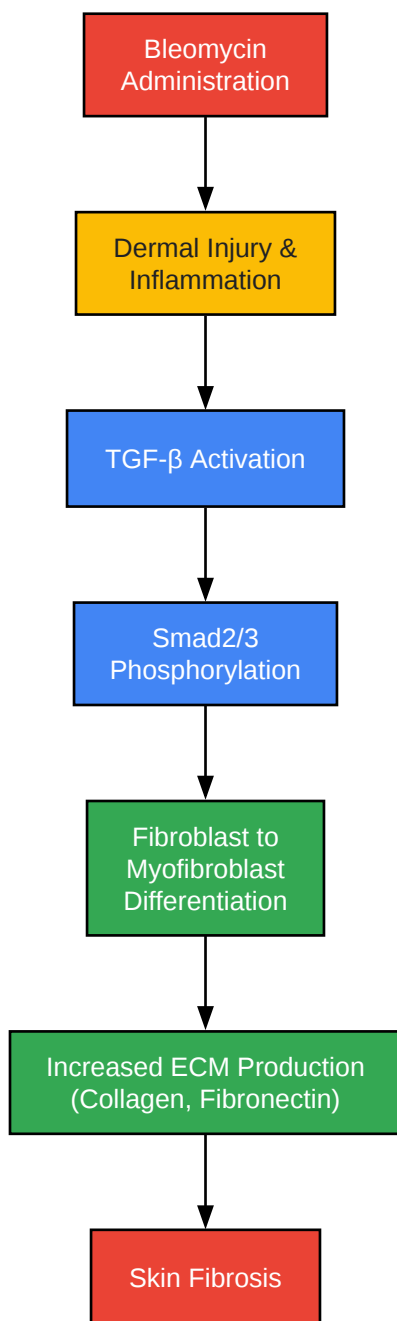 Bleomycin
Administration
Dermal Injury &
Inflammation
TGF-β Activation
Smad2/3
Phosphorylation
Fibroblast to
Myofibroblast
Differentiation
Increased ECM Production
(Collagen, Fibronectin)
Skin Fibrosis